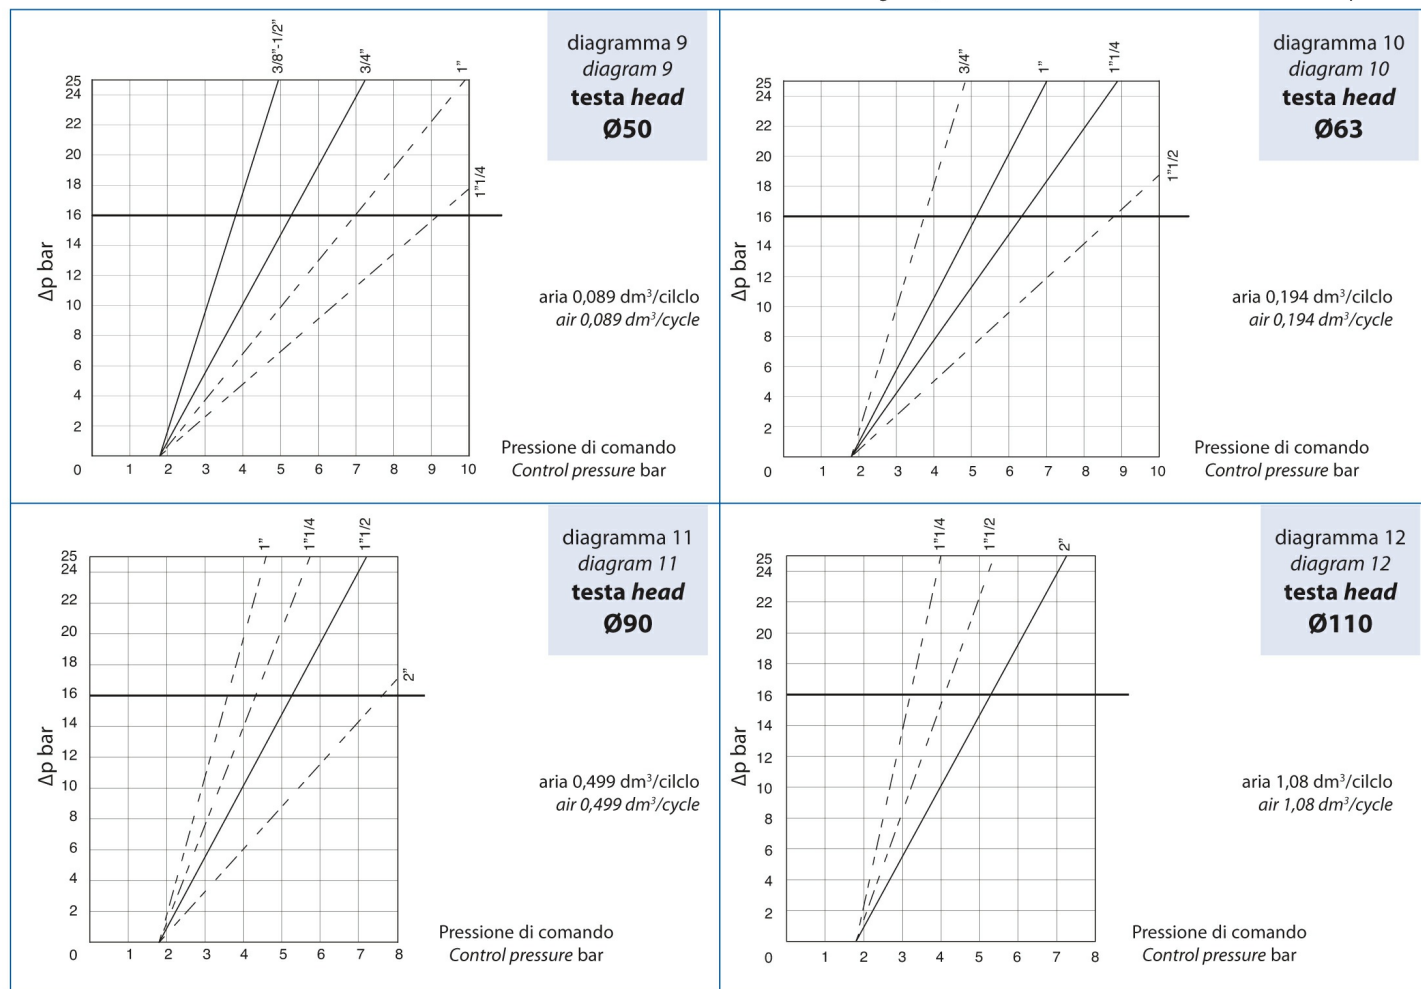 3/8"-1/2"
3/4"
1"
1"1/4
25
24
22
20
18
16
14
12
10
8
6
4
2
0 1 2 3 4 5 6 7 8 9 10
Δp bar
diagramma 9
diagram 9
testa head
Ø50
aria 0,089 dm³/cilclo
air 0,089 dm³/cycle
Pressione di comando
Control pressure bar
3/4"
1"
1"1/4
1"1/2
25
24
22
20
18
16
14
12
10
8
6
4
2
0 1 2 3 4 5 6 7 8 9 10
Δp bar
diagramma 10
diagram 10
testa head
Ø63
aria 0,194 dm³/cilclo
air 0,194 dm³/cycle
Pressione di comando
Control pressure bar
1"
1"1/4
1"1/2
2"
25
24
22
20
18
16
14
12
10
8
6
4
2
0 1 2 3 4 5 6 7 8
Δp bar
diagramma 11
diagram 11
testa head
Ø90
aria 0,499 dm³/cilclo
air 0,499 dm³/cycle
Pressione di comando
Control pressure bar
1"1/4
1"1/2
2"
25
24
22
20
18
16
14
12
10
8
6
4
2
0 1 2 3 4 5 6 7 8
Δp bar
diagramma 12
diagram 12
testa head
Ø110
aria 1,08 dm³/cilclo
air 1,08 dm³/cycle
Pressione di comando
Control pressure bar